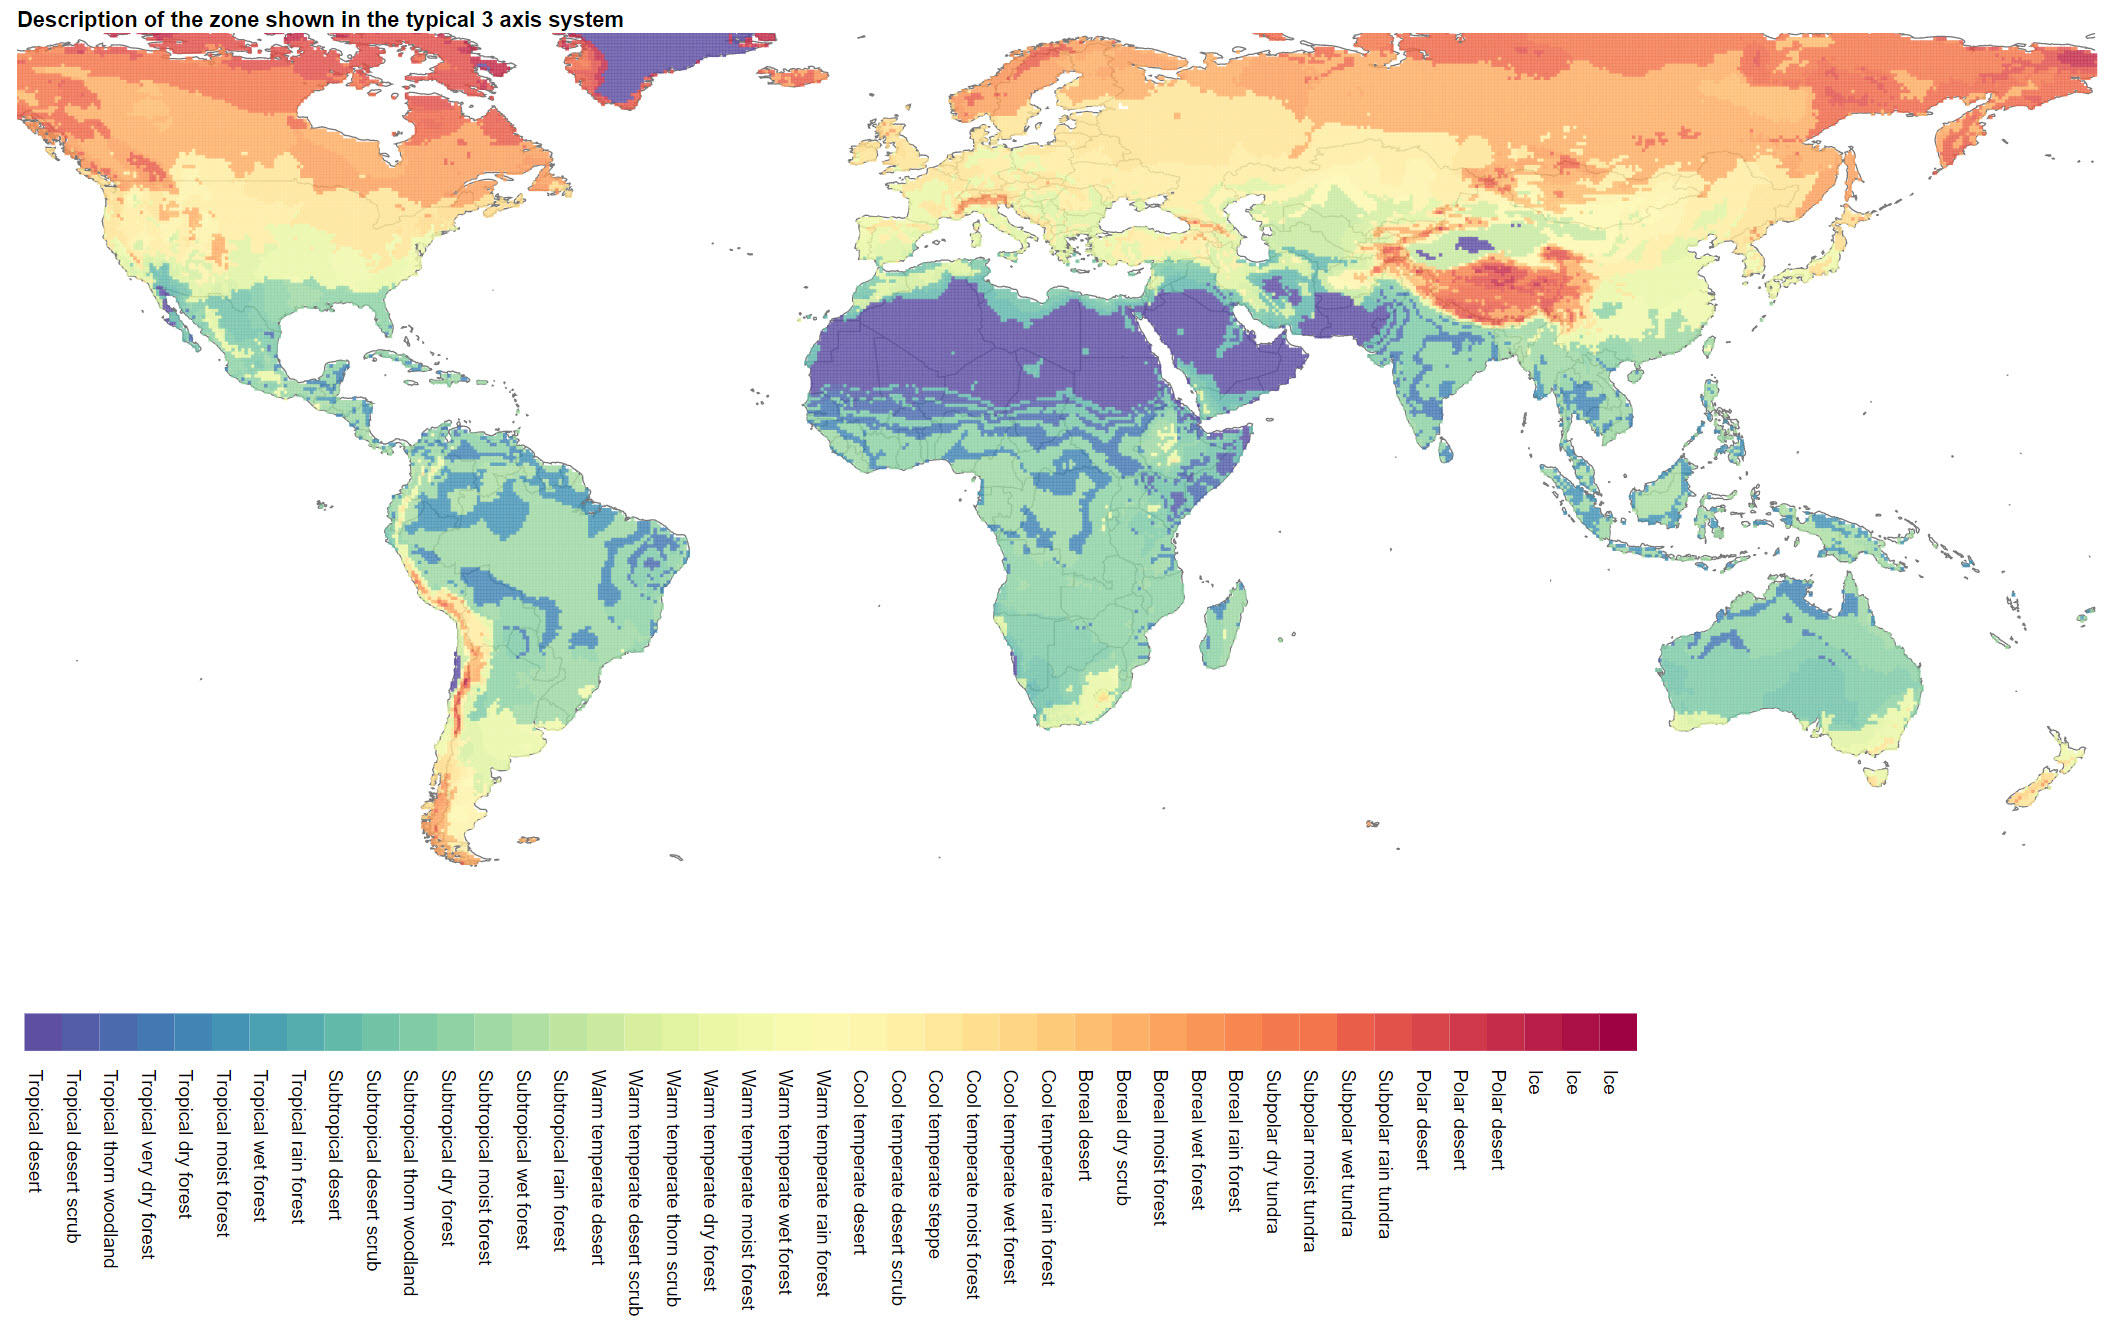 Description of the zone shown in the typical 3 axis system
Tropical desert
Tropical desert scrub
Tropical thorn woodland
Tropical very dry forest
Tropical dry forest
Tropical moist forest
Tropical wet forest
Tropical rain forest
Subtropical desert
Subtropical desert scrub
Subtropical thorn woodland
Subtropical dry forest
Subtropical moist forest
Subtropical wet forest
Subtropical rain forest
Warm temperate desert
Warm temperate desert scrub
Warm temperate thorn scrub
Warm temperate dry forest
Warm temperate moist forest
Warm temperate wet forest
Warm temperate rain forest
Cool temperate desert
Cool temperate desert scrub
Cool temperate steppe
Cool temperate moist forest
Cool temperate wet forest
Cool temperate rain forest
Boreal desert
Boreal dry scrub
Boreal moist forest
Boreal wet forest
Boreal rain forest
Subpolar dry tundra
Subpolar moist tundra
Subpolar wet tundra
Subpolar rain tundra
Polar desert
Polar desert
Polar desert
Ice
Ice
Ice